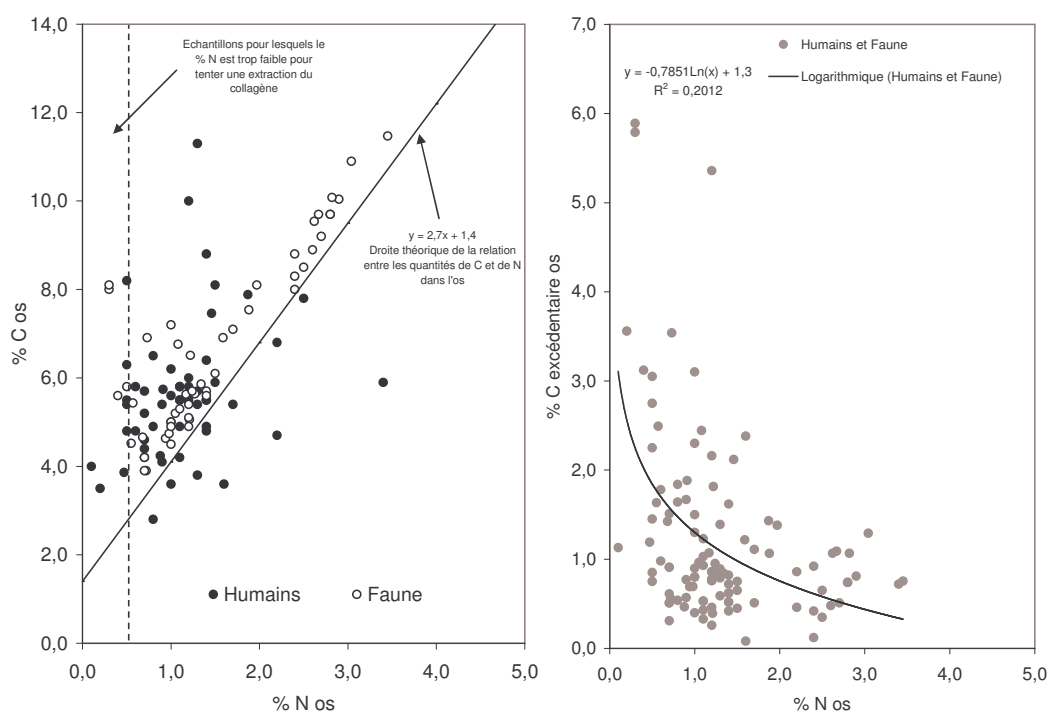 14,0
12,0
10,0
8,0
6,0
4,0
2,0
0,0
% C os
0,0 1,0 2,0 3,0 4,0 5,0
% N os
Echantillons pour lesquels le
% N est trop faible pour
tenter une extraction du
collagène
y = 2,7x + 1,4
Droite théorique de la relation
entre les quantités de C et de N
dans l'os
Humains Faune
7,0
6,0
5,0
4,0
3,0
2,0
1,0
0,0
% C excédentaire os
0,0 1,0 2,0 3,0 4,0 5,0
% N os
Humains et Faune
y = -0,7851Ln(x) + 1,3
R² = 0,2012
Logarithmique (Humains et Faune)